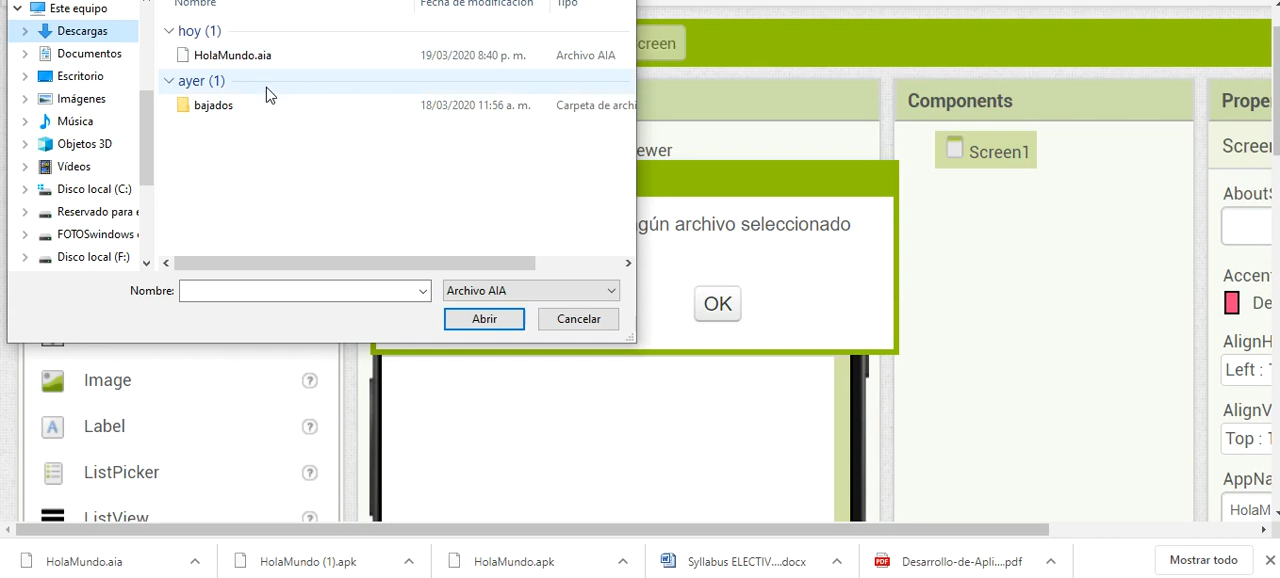 Este equipo
Descargas
Documentos
Escritorio
Imágenes
Música
Objetos 3D
Vídeos
Disco local (C:)
Reservado para e
FOTOSwindows
Disco local (F:)
Nombre Fecha de modificación Tipo
hoy (1)
HolaMundo.aia 19/03/2020 8:40 p. m. Archivo AIA
ayer (1)
bajados 18/03/2020 11:56 a. m. Carpeta de archi
Nombre: Archivo AIA
Abrir Cancelar
creen
ewer
gún archivo seleccionado
OK
Components
Screen1
Prope
Screen
AboutS
Accen
De
AlignH
Left :
AlignV
Top :
AppNa
HolaM
Image ?
Label ?
ListPicker ?
ListView ?
HolaMundo.aia HolaMundo (1).apk HolaMundo.apk Syllabus ELECTIV....docx Desarrollo-de-Apli....pdf Mostrar todo